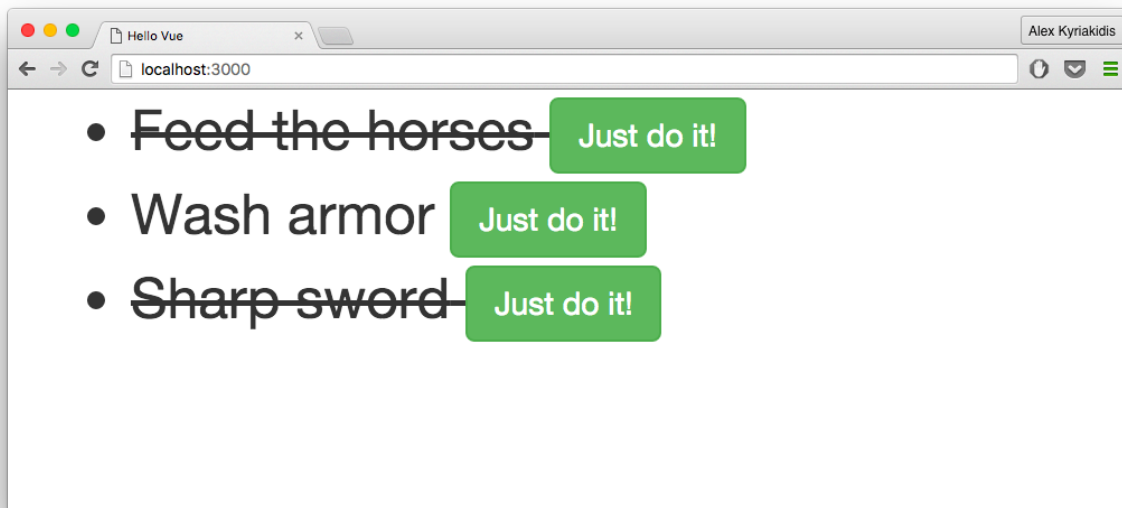 Hello Vue
Alex Kyriakidis
localhost:3000
Feed the horses Just do it!
Wash armor Just do it!
Sharp sword Just do it!